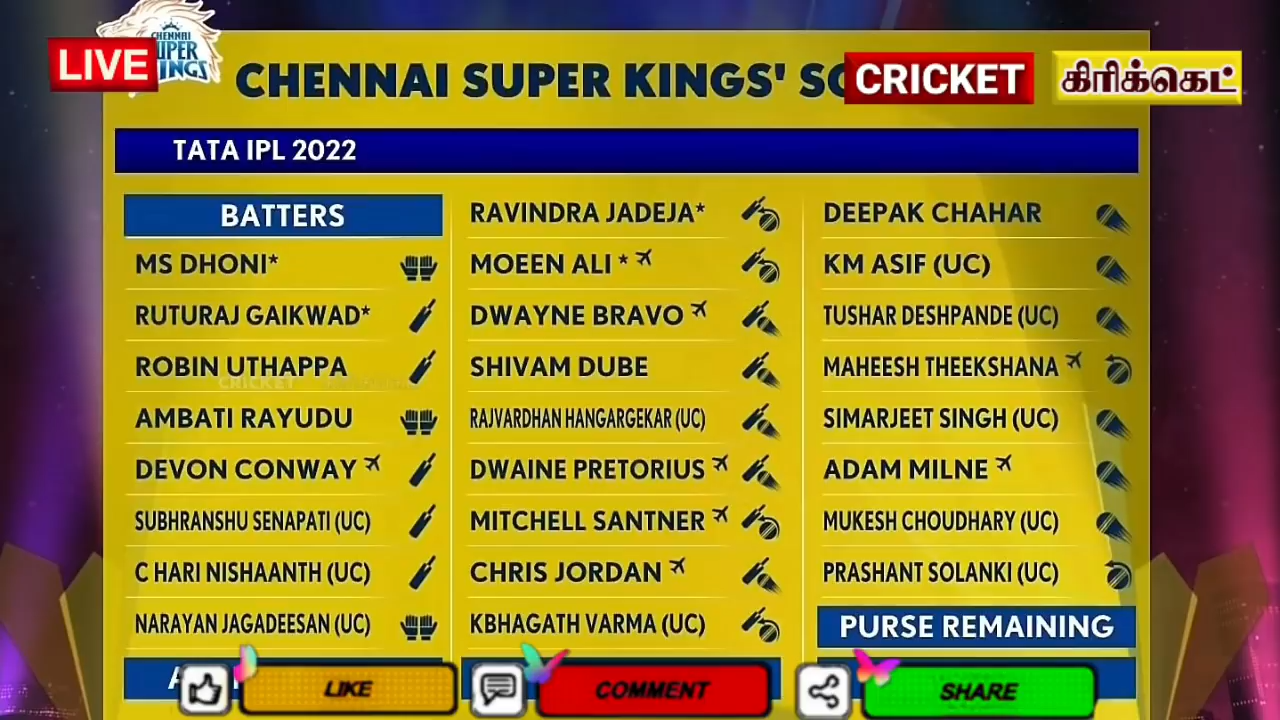 CHENNAI SUPER KINGS
LIVE
CHENNAI SUPER KINGS'
CRICKET
கிரிக்கெட்
TATA IPL 2022
BATTERS
MS DHONI*
RUTURAJ GAIKWAD*
ROBIN UTHAPPA
AMBATI RAYUDU
DEVON CONWAY
SUBHRANSHU SENAPATI (UC)
C HARI NISHAANTH (UC)
NARAYAN JAGADEESAN (UC)
RAVINDRA JADEJA*
MOEEN ALI *
DWAYNE BRAVO
SHIVAM DUBE
RAJVARDHAN HANGARGEKAR (UC)
DWAINE PRETORIUS
MITCHELL SANTNER
CHRIS JORDAN
KBHAGATH VARMA (UC)
DEEPAK CHAHAR
KM ASIF (UC)
TUSHAR DESHPANDE (UC)
MAHEESH THEEKSHANA
SIMARJEET SINGH (UC)
ADAM MILNE
MUKESH CHOUDHARY (UC)
PRASHANT SOLANKI (UC)
PURSE REMAINING
CRICKET
LIKE
COMMENT
SHARE